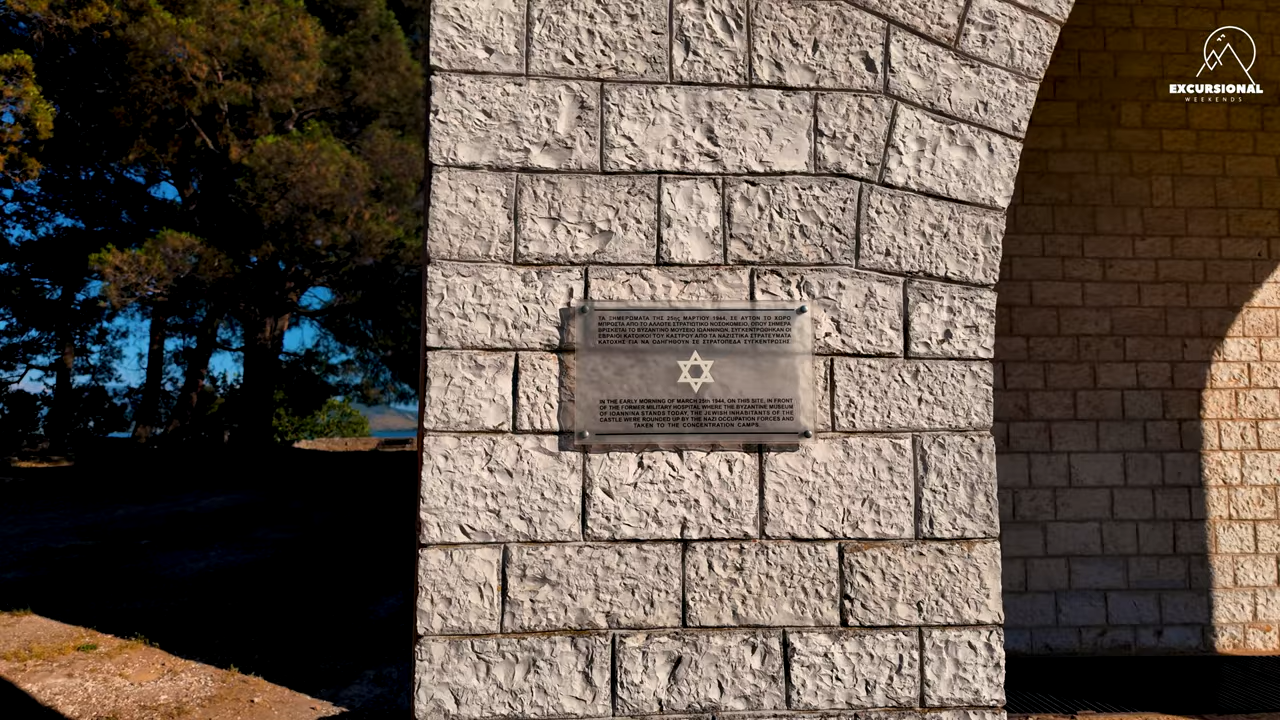 EXCURSIONAL
WEEKENDS
ΤΑ ΞΗΜΕΡΩΜΑΤΑ ΤΗΣ 25ης ΜΑΡΤΙΟΥ 1944, ΣΕ ΑΥΤΟΝ ΤΟ ΧΩΡΟ
ΜΠΡΟΣΤΑ ΑΠΟ ΤΟ ΑΛΛΟΤΕ ΣΤΡΑΤΙΩΤΙΚΟ ΝΟΣΟΚΟΜΕΙΟ, ΟΠΟΥ ΣΗΜΕΡΑ
ΒΡΙΣΚΕΤΑΙ ΤΟ ΒΥΖΑΝΤΙΝΟ ΜΟΥΣΕΙΟ ΙΩΑΝΝΙΝΩΝ, ΣΥΓΚΕΝΤΡΩΘΗΚΑΝ ΟΙ
ΕΒΡΑΙΟΙ ΚΑΤΟΙΚΟΙ ΤΟΥ ΚΑΣΤΡΟΥ ΑΠΟ ΤΑ ΝΑΖΙΣΤΙΚΑ ΣΤΡΑΤΕΥΜΑΤΑ
ΚΑΤΟΧΗΣ ΓΙΑ ΝΑ ΟΔΗΓΗΘΟΥΝ ΣΕ ΣΤΡΑΤΟΠΕΔΑ ΣΥΓΚΕΝΤΡΩΣΗΣ
IN THE EARLY MORNING OF MARCH 25th 1944, ON THIS SITE, IN FRONT
OF THE FORMER MILITARY HOSPITAL WHERE THE BYZANTINE MUSEUM
OF IOANNINA STANDS TODAY, THE JEWISH INHABITANTS OF THE
CASTLE WERE ROUNDED UP BY THE NAZI OCCUPATION FORCES AND
TAKEN TO THE CONCENTRATION CAMPS.